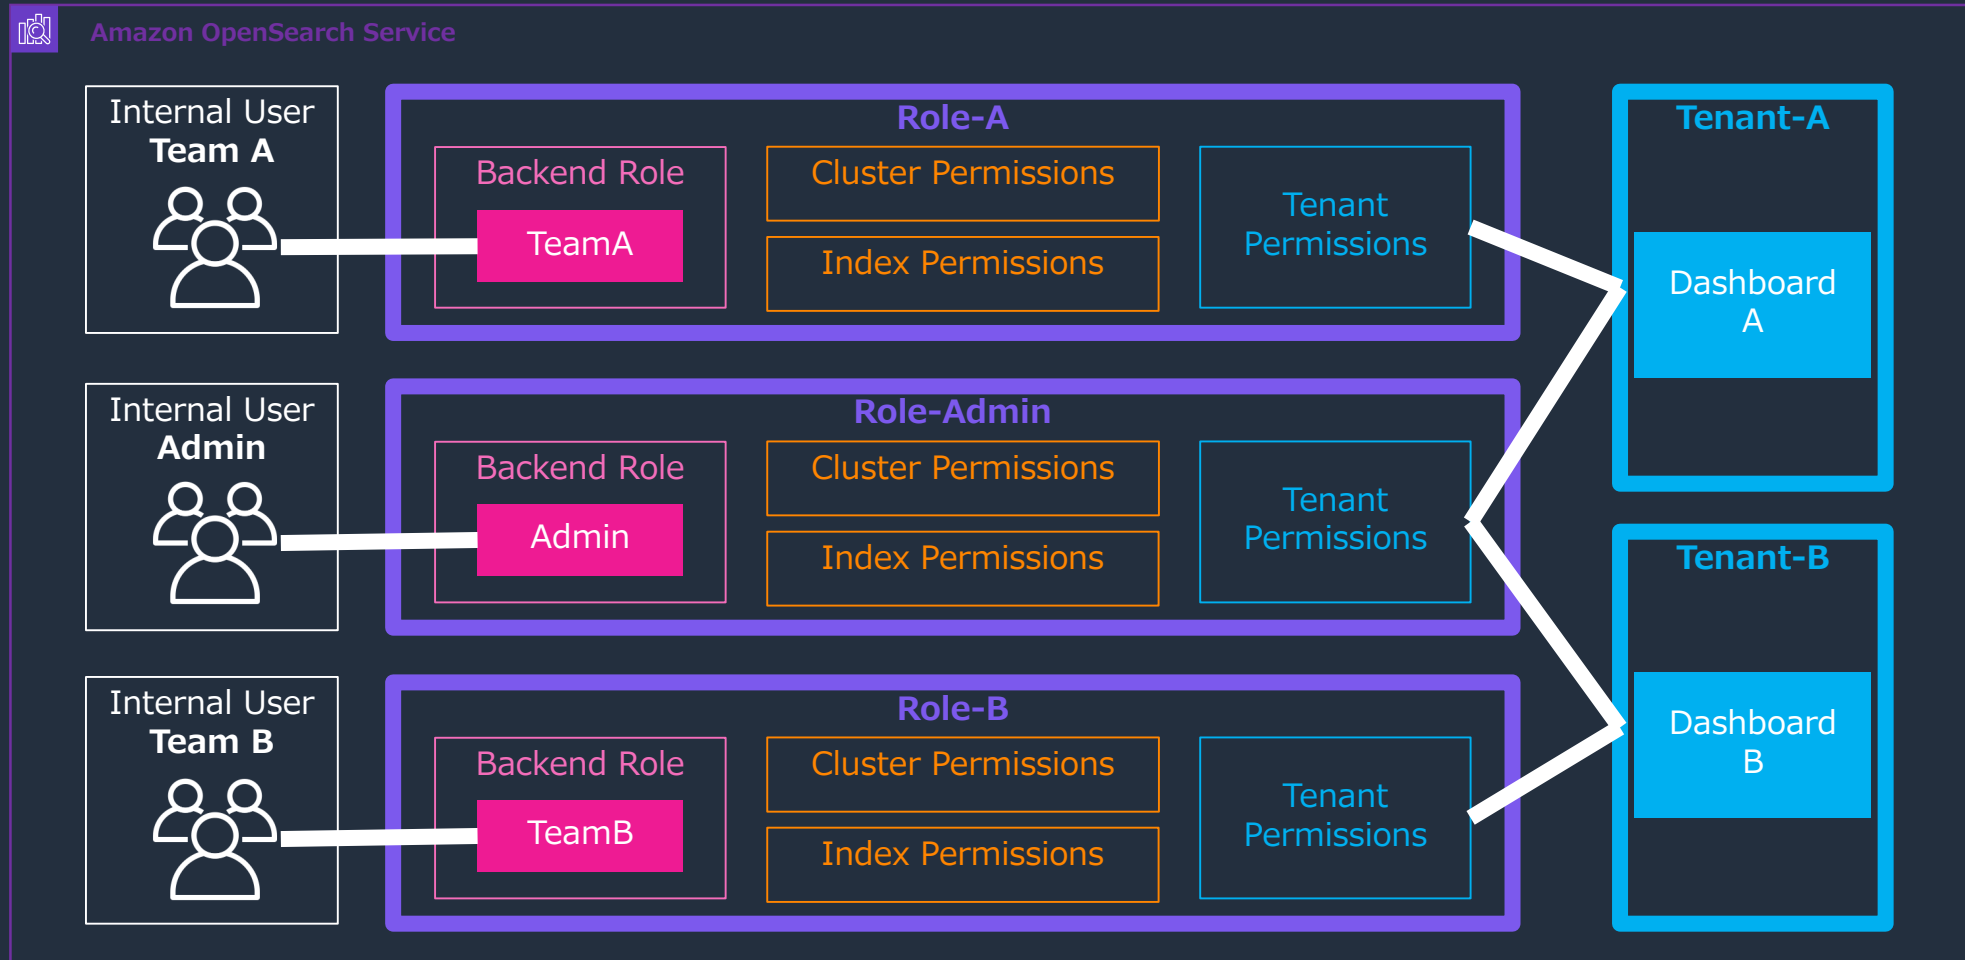 Amazon OpenSearch Service
Internal User
Team A
Role-A
Backend Role
TeamA
Cluster Permissions
Index Permissions
Tenant
Permissions
Tenant-A
Dashboard
A
Internal User
Admin
Role-Admin
Backend Role
Admin
Cluster Permissions
Index Permissions
Tenant
Permissions
Tenant-B
Dashboard
B
Internal User
Team B
Role-B
Backend Role
TeamB
Cluster Permissions
Index Permissions
Tenant
Permissions